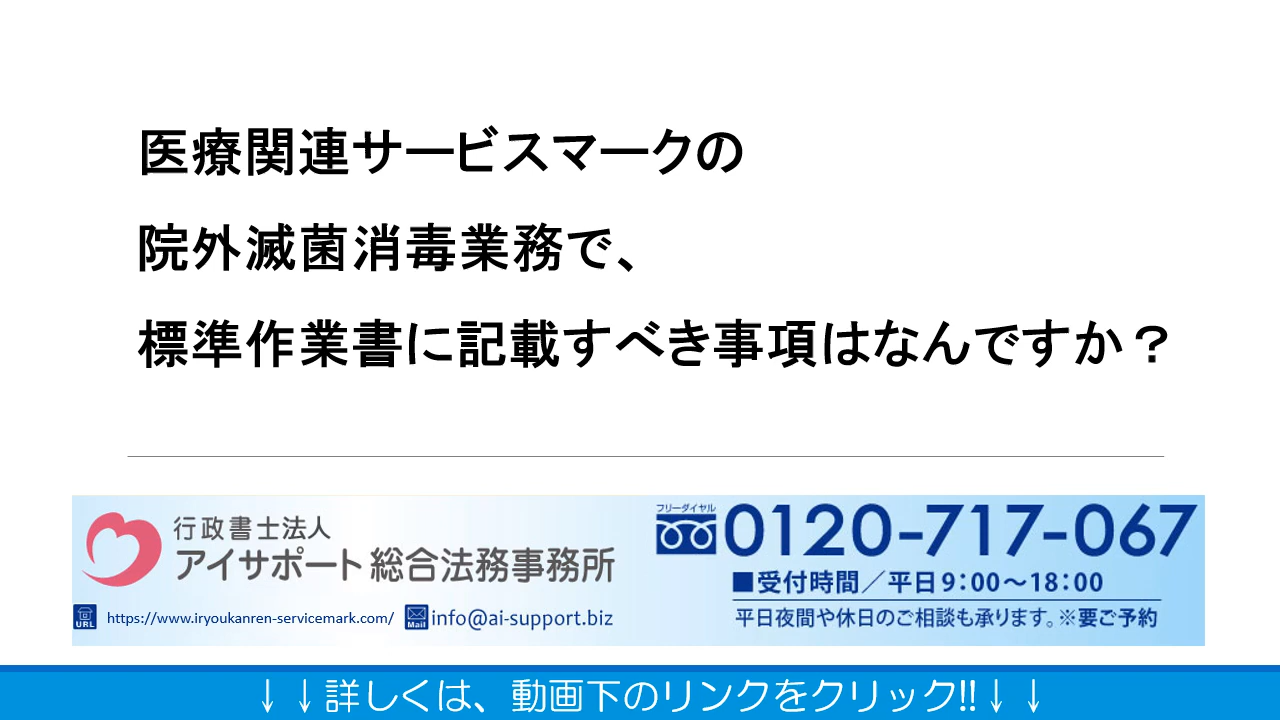 医療関連サービスマークの
院外滅菌消毒業務で、
標準作業書に記載すべき事項はなんですか？
行政書士法人
アイサポート 総合法務事務所
URL https://www.iryoukanren-servicemark.com/ Mail info@ai-support.biz
フリーダイヤル
0120-717-067
■受付時間／平日9:00～18:00
平日夜間や休日のご相談も承ります。※要ご予約
↓↓詳しくは、動画下のリンクをクリック!!↓↓